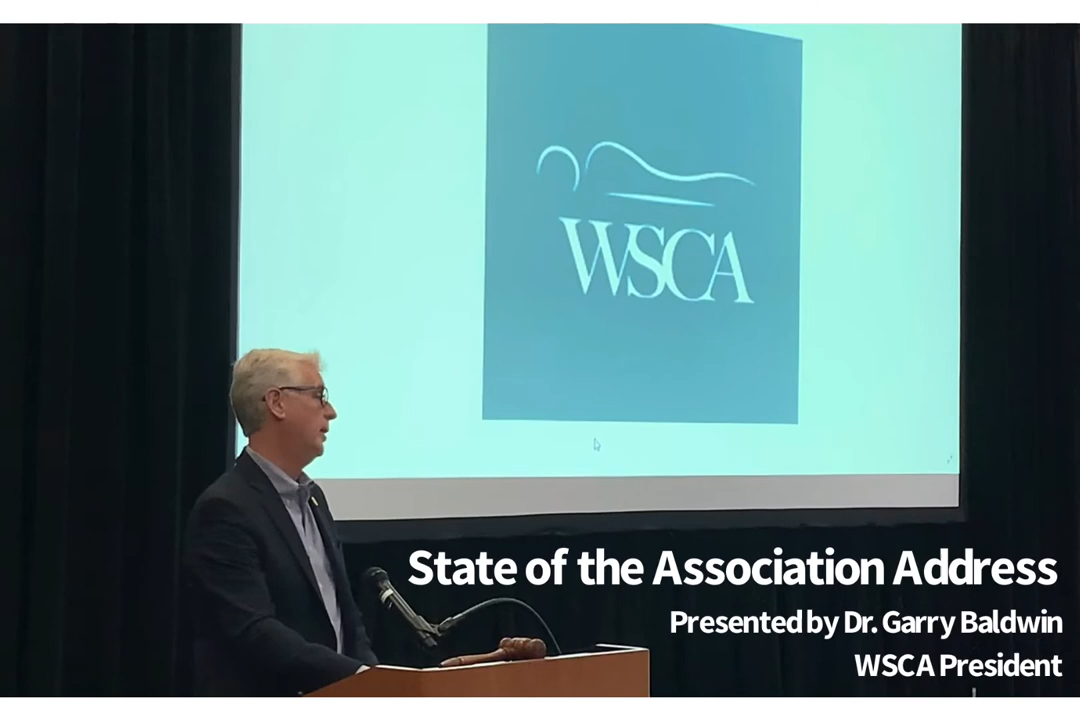 WSCA
State of the Association Address
Presented by Dr. Garry Baldwin
WSCA President